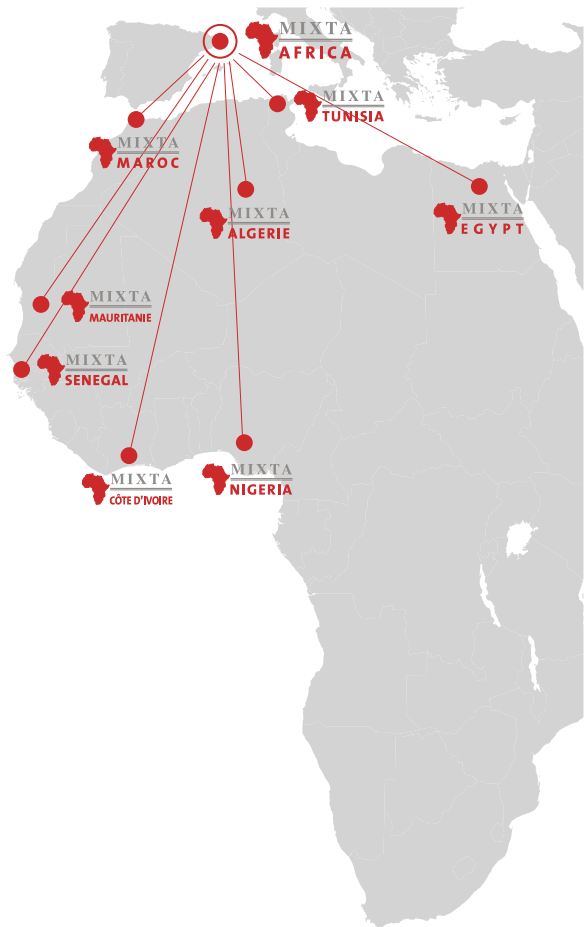 MIXTA
AFRICA
MIXTA
TUNISIA
MIXTA
MAROC
MIXTA
ALGERIE
MIXTA
EGYPT
MIXTA
MAURITANIE
MIXTA
SENEGAL
MIXTA
CÔTE D'IVOIRE
MIXTA
NIGERIA